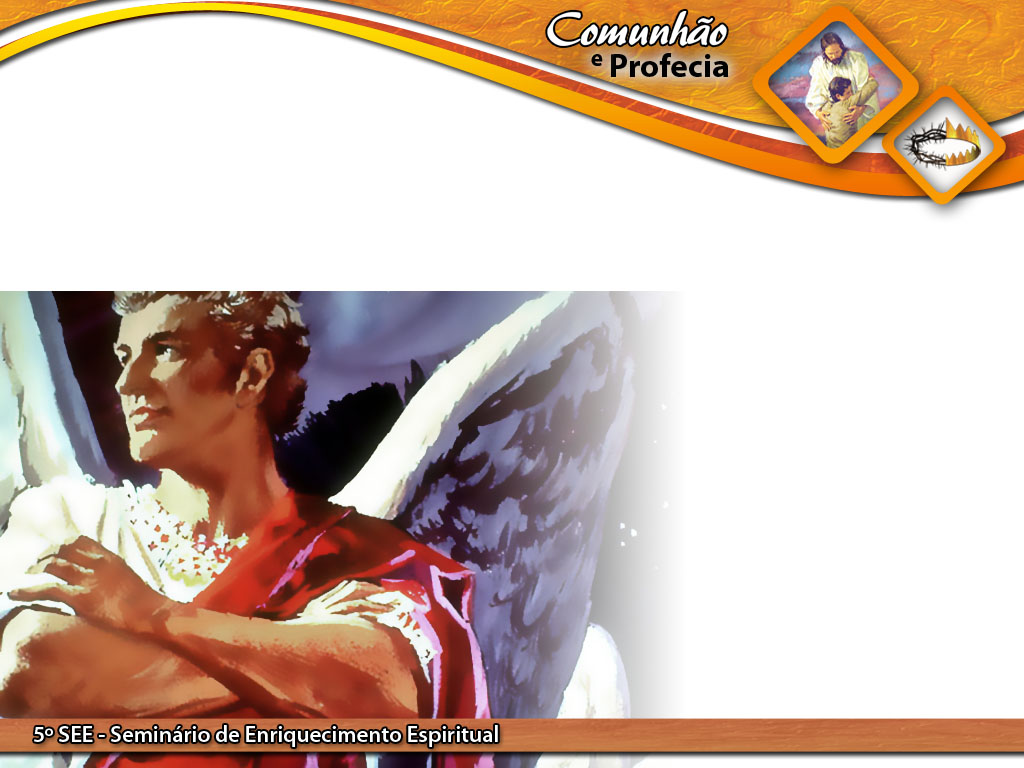 Comunhão
e Profecia
5º SEE - Seminário de Enriquecimento Espiritual